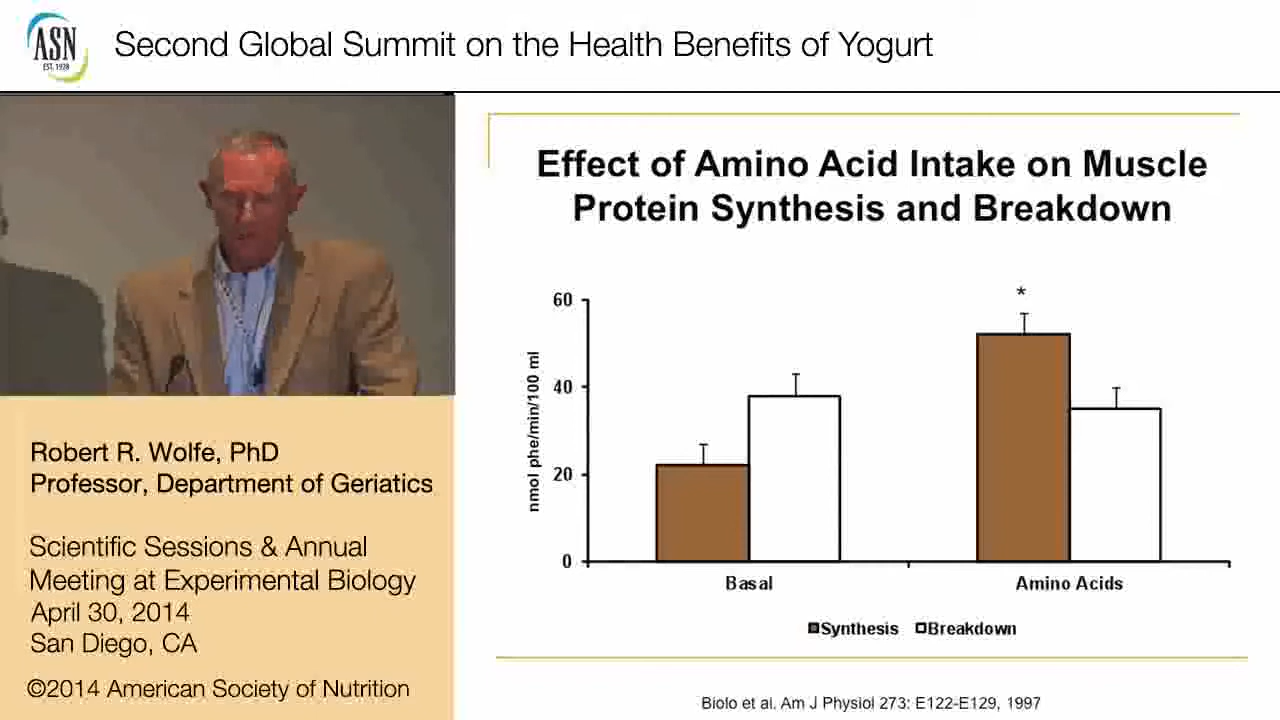 ASN
EST. 1928
Second Global Summit on the Health Benefits of Yogurt
Robert R. Wolfe, PhD
Professor, Department of Geriatics
Scientific Sessions & Annual
Meeting at Experimental Biology
April 30, 2014
San Diego, CA
©2014 American Society of Nutrition
Effect of Amino Acid Intake on Muscle
Protein Synthesis and Breakdown
nmol phe/min/100 ml
60
40
20
0
*
Basal
Amino Acids
Synthesis
Breakdown
Biolo et al. Am J Physiol 273: E122-E129, 1997